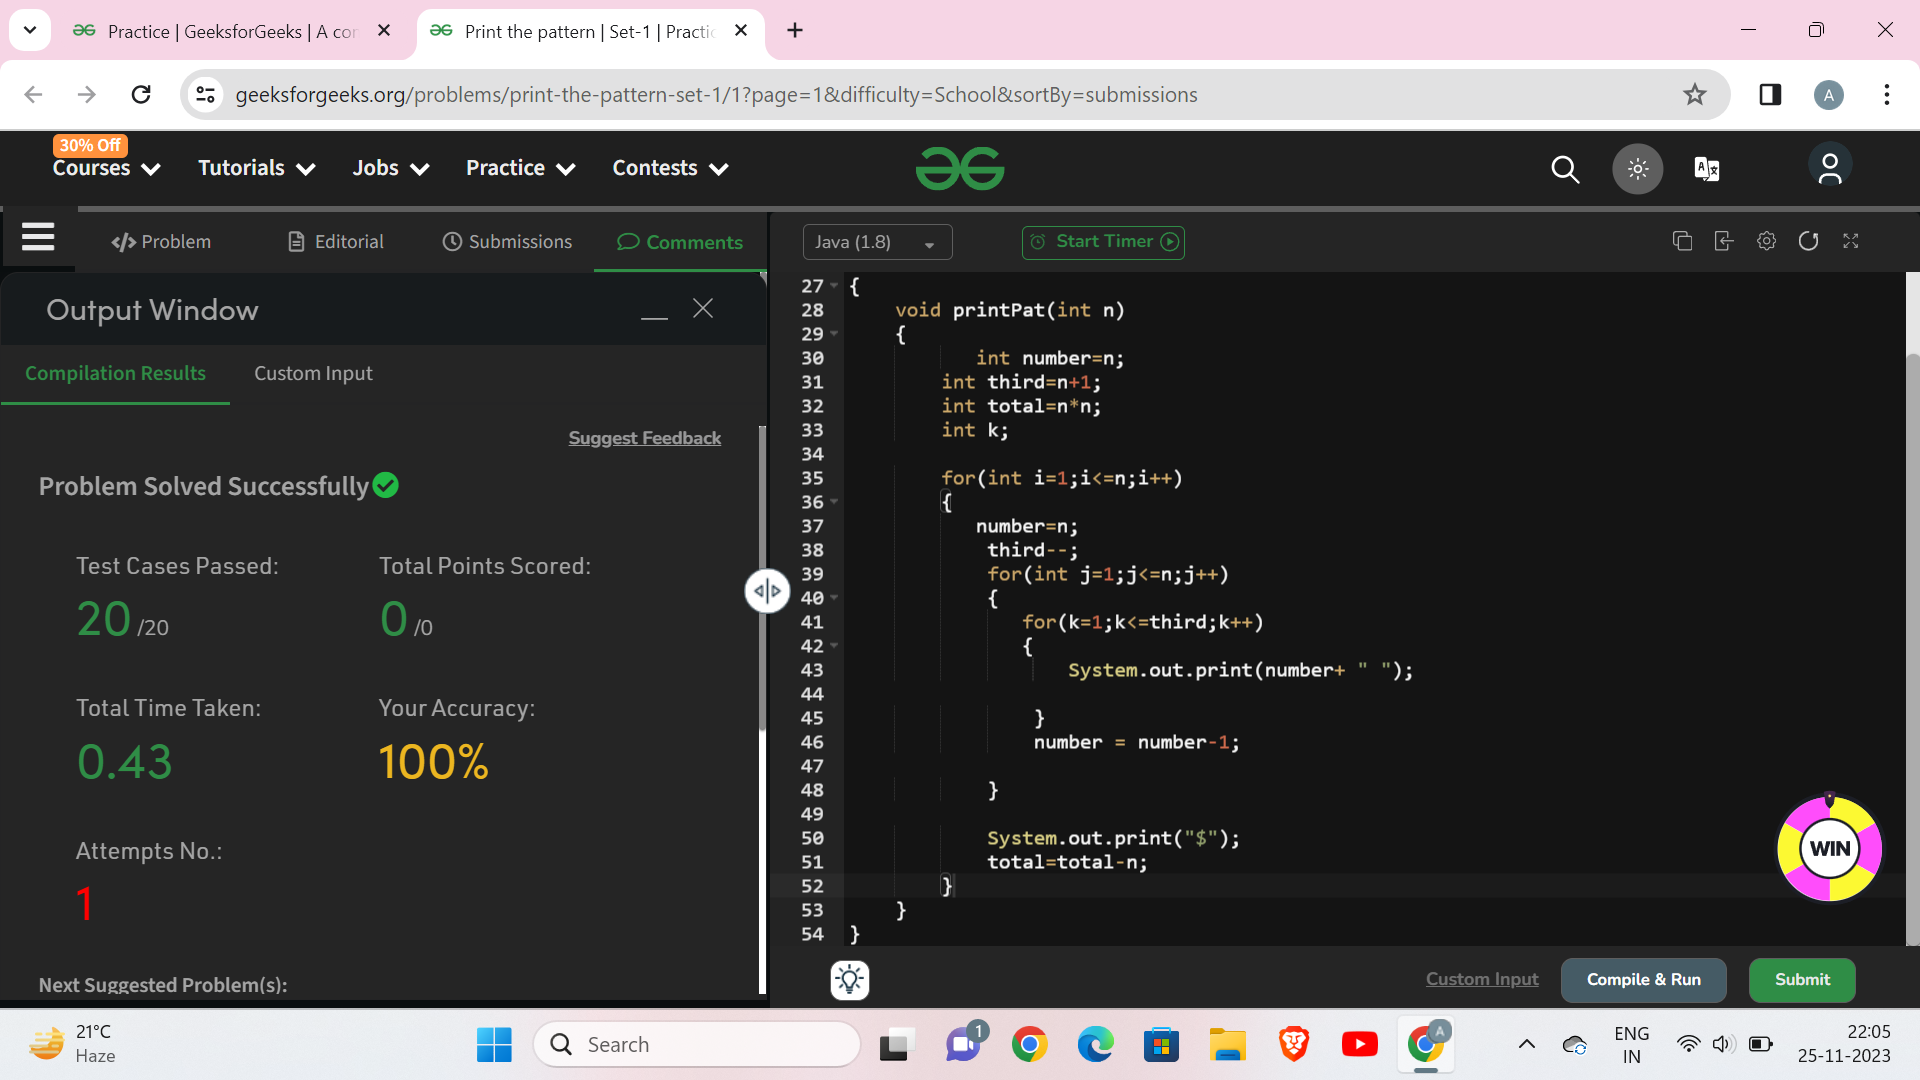 Practice | GeeksforGeeks | A co
Print the pattern | Set-1 | Practi
geeksforgeeks.org/problems/print-the-pattern-set-1/1?page=1&difficulty=School&sortBy=submissions
A
30% Off
Courses
Tutorials
Jobs
Practice
Contests
</> Problem
Editorial
Submissions
Comments
Java (1.8)
Start Timer
Output Window
Compilation Results
Custom Input
Suggest Feedback
Problem Solved Successfully
Test Cases Passed:
20 /20
Total Points Scored:
0 /0
Total Time Taken:
0.43
Your Accuracy:
100%
Attempts No.:
1
Next Suggested Problem(s):
27 {
28 void printPat(int n)
29 {
30 int number=n;
31 int third=n+1;
32 int total=n*n;
33 int k;
34
35 for(int i=1;i<=n;i++)
36 {
37 number=n;
38 third--;
39 for(int j=1;j<=n;j++)
40 {
41 for(k=1;k<=third;k++)
42 {
43 System.out.print(number+ " ");
44
45 }
46 number = number-1;
47
48 }
49
50 System.out.print("$");
51 total=total-n;
52 }
53 }
54 }
WIN
Custom Input
Compile & Run
Submit
21°C
Haze
Search
1
A
ENG
IN
22:05
25-11-2023